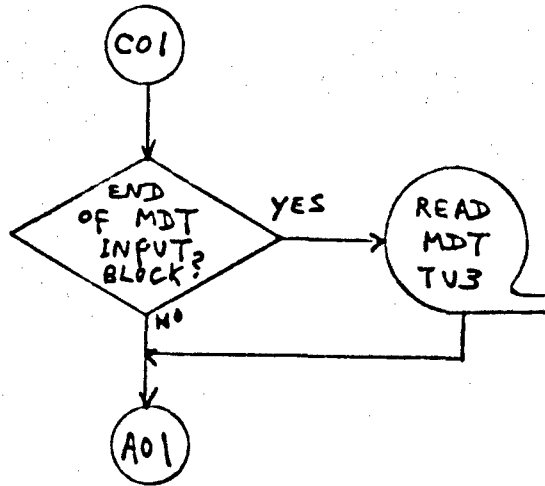 C01
END
OF MDT
INPUT
BLOCK?
YES
READ
MDT
TU3
NO
A01